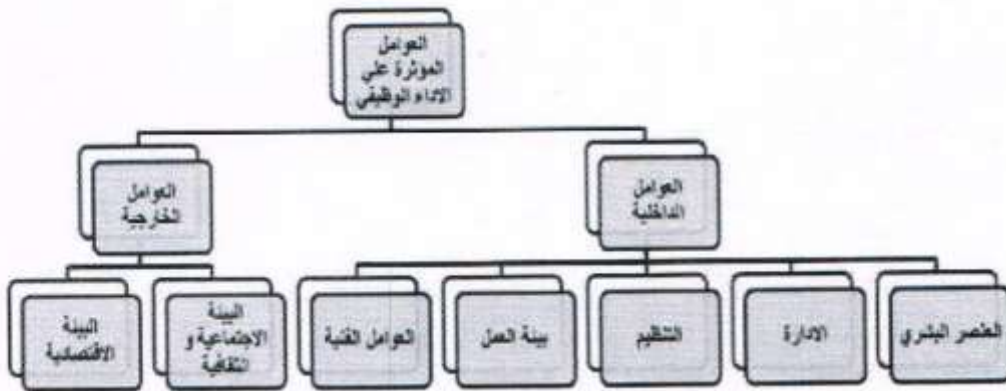 العوامل
المؤثرة علي
الاداء الوظيفي
العوامل
الداخلية
العوامل
الخارجية
العنصر البشري
الادارة
التنظيم
بيئة العمل
العوامل الفنية
البيئة
الاجتماعية و
الثقافية
البيئة
الاقتصادية